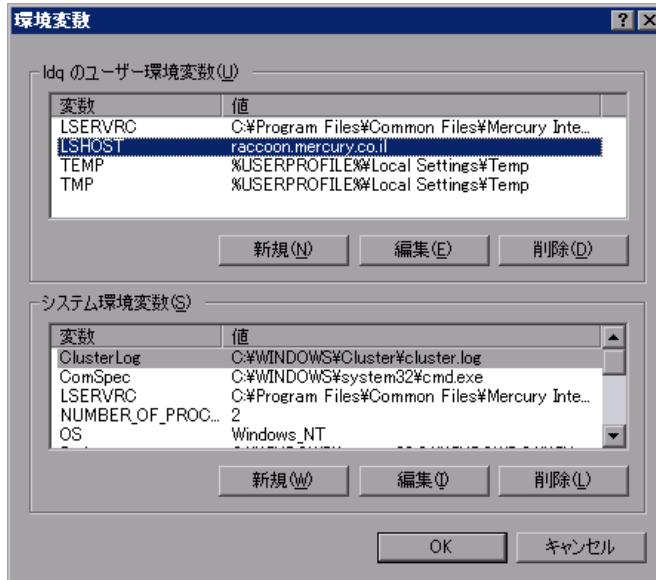 環境変数
ldq のユーザー環境変数(U)
変数 値
LSERVRC C:¥Program Files¥Common Files¥Mercury Inte...
LSHOST raccoon.mercury.co.il
TEMP %USERPROFILE%¥Local Settings¥Temp
TMP %USERPROFILE%¥Local Settings¥Temp
新規(N) 編集(E) 削除(D)
システム環境変数(S)
変数 値
ClusterLog C:¥WINDOWS¥Cluster¥cluster.log
ComSpec C:¥WINDOWS¥system32¥cmd.exe
LSERVRC C:¥Program Files¥Common Files¥Mercury Inte...
NUMBER_OF_PROC... 2
OS Windows_NT
新規(W) 編集(I) 削除(L)
OK キャンセル